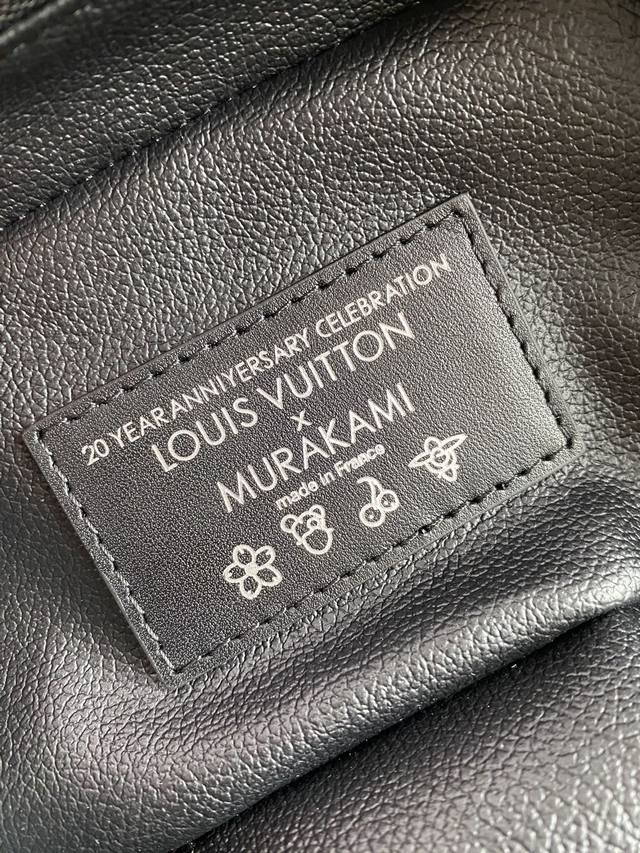 20 YEAR ANNIYERSARY CELEBRATION
LOUIS VUITTON
x
MURAKAMI
made in France